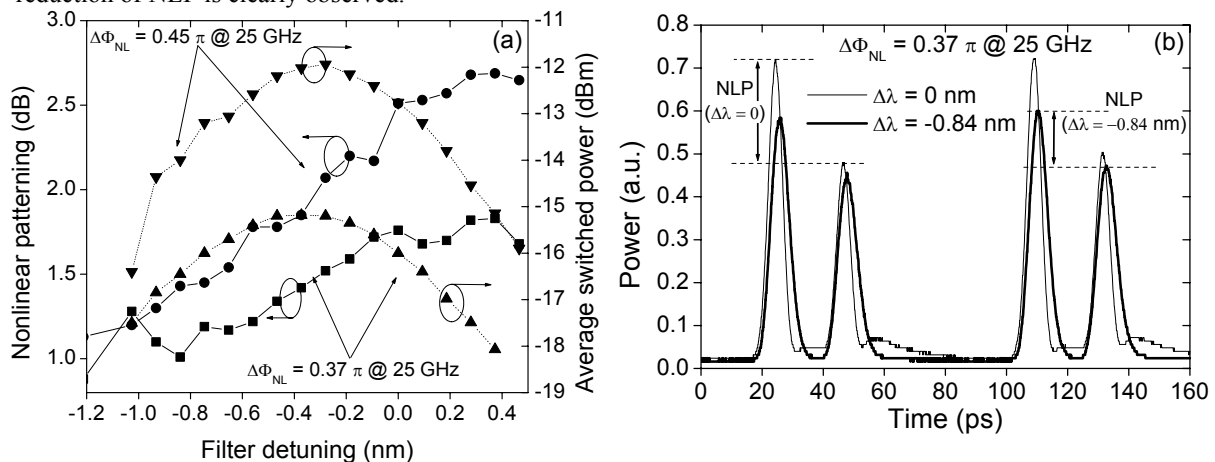 reduction of NLP is clearly observed.
(a)
ΔΦNL = 0.45 π @ 25 GHz
ΔΦNL = 0.37 π @ 25 GHz
Nonlinear patterning (dB)
3.0
2.5
2.0
1.5
1.0
Average switched power (dBm)
-11
-12
-13
-14
-15
-16
-17
-18
-19
-1.2 -1.0 -0.8 -0.6 -0.4 -0.2 0.0 0.2 0.4
Filter detuning (nm)
(b)
ΔΦNL = 0.37 π @ 25 GHz
NLP
(Δλ = 0)
Δλ = 0 nm
Δλ = -0.84 nm
NLP
(Δλ = −0.84 nm)
Power (a.u.)
0.8
0.7
0.6
0.5
0.4
0.3
0.2
0.1
0.0
0 20 40 60 80 100 120 140 160
Time (ps)